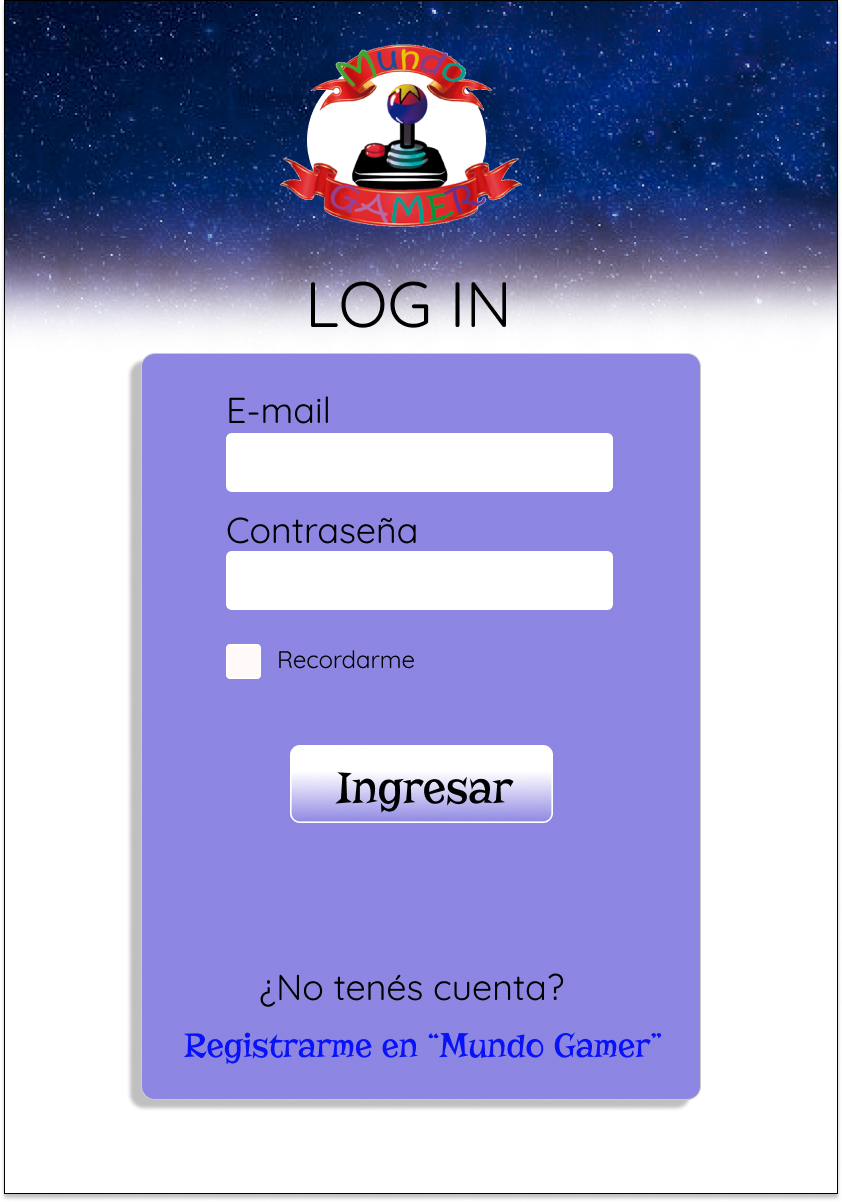 Mundo
GAMER
LOG IN
E-mail
Contraseña
Recordarme
Ingresar
¿No tenés cuenta?
Registrarme en “Mundo Gamer”